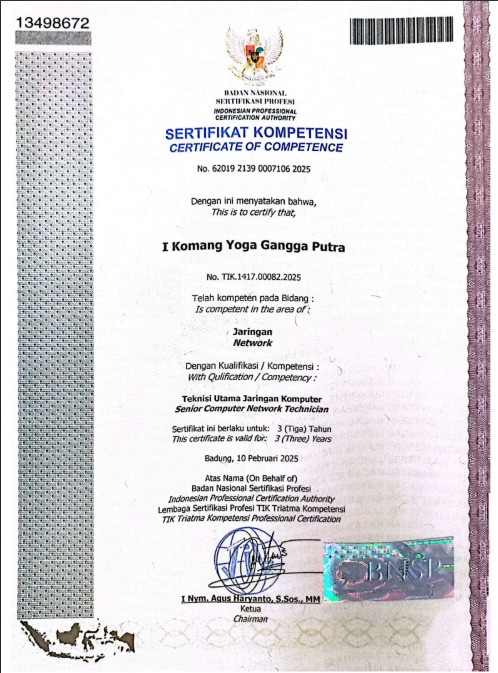 13498672
BADAN NASIONAL
SERTIFIKASI PROFESI
INDONESIAN PROFESSIONAL
CERTIFICATION AUTHORITY
SERTIFIKAT KOMPETENSI
CERTIFICATE OF COMPETENCE
No. 62019 2139 0007106 2025
Dengan ini menyatakan bahwa,
This is to certify that,
I Komang Yoga Gangga Putra
No. TIK.1417.00082.2025
Telah kompeten pada Bidang :
Is competent in the area of :
Jaringan
Network
Dengan Kualifikasi / Kompetensi :
With Qulification / Competency :
Teknisi Utama Jaringan Komputer
Senior Computer Network Technician
Sertifikat ini berlaku untuk: 3 (Tiga) Tahun
This certificate is valid for: 3 (Three) Years
Badung, 10 Pebruari 2025
Atas Nama (On Behalf of)
Badan Nasional Sertifikasi Profesi
Indonesian Professional Certification Authority
Lembaga Sertifikasi Profesi TIK Triatma Kompetensi
TIK Triatma Kompetensi Professional Certification
BNSP
I Nym. Agus Haryanto, S.Sos., MM
Ketua
Chairman